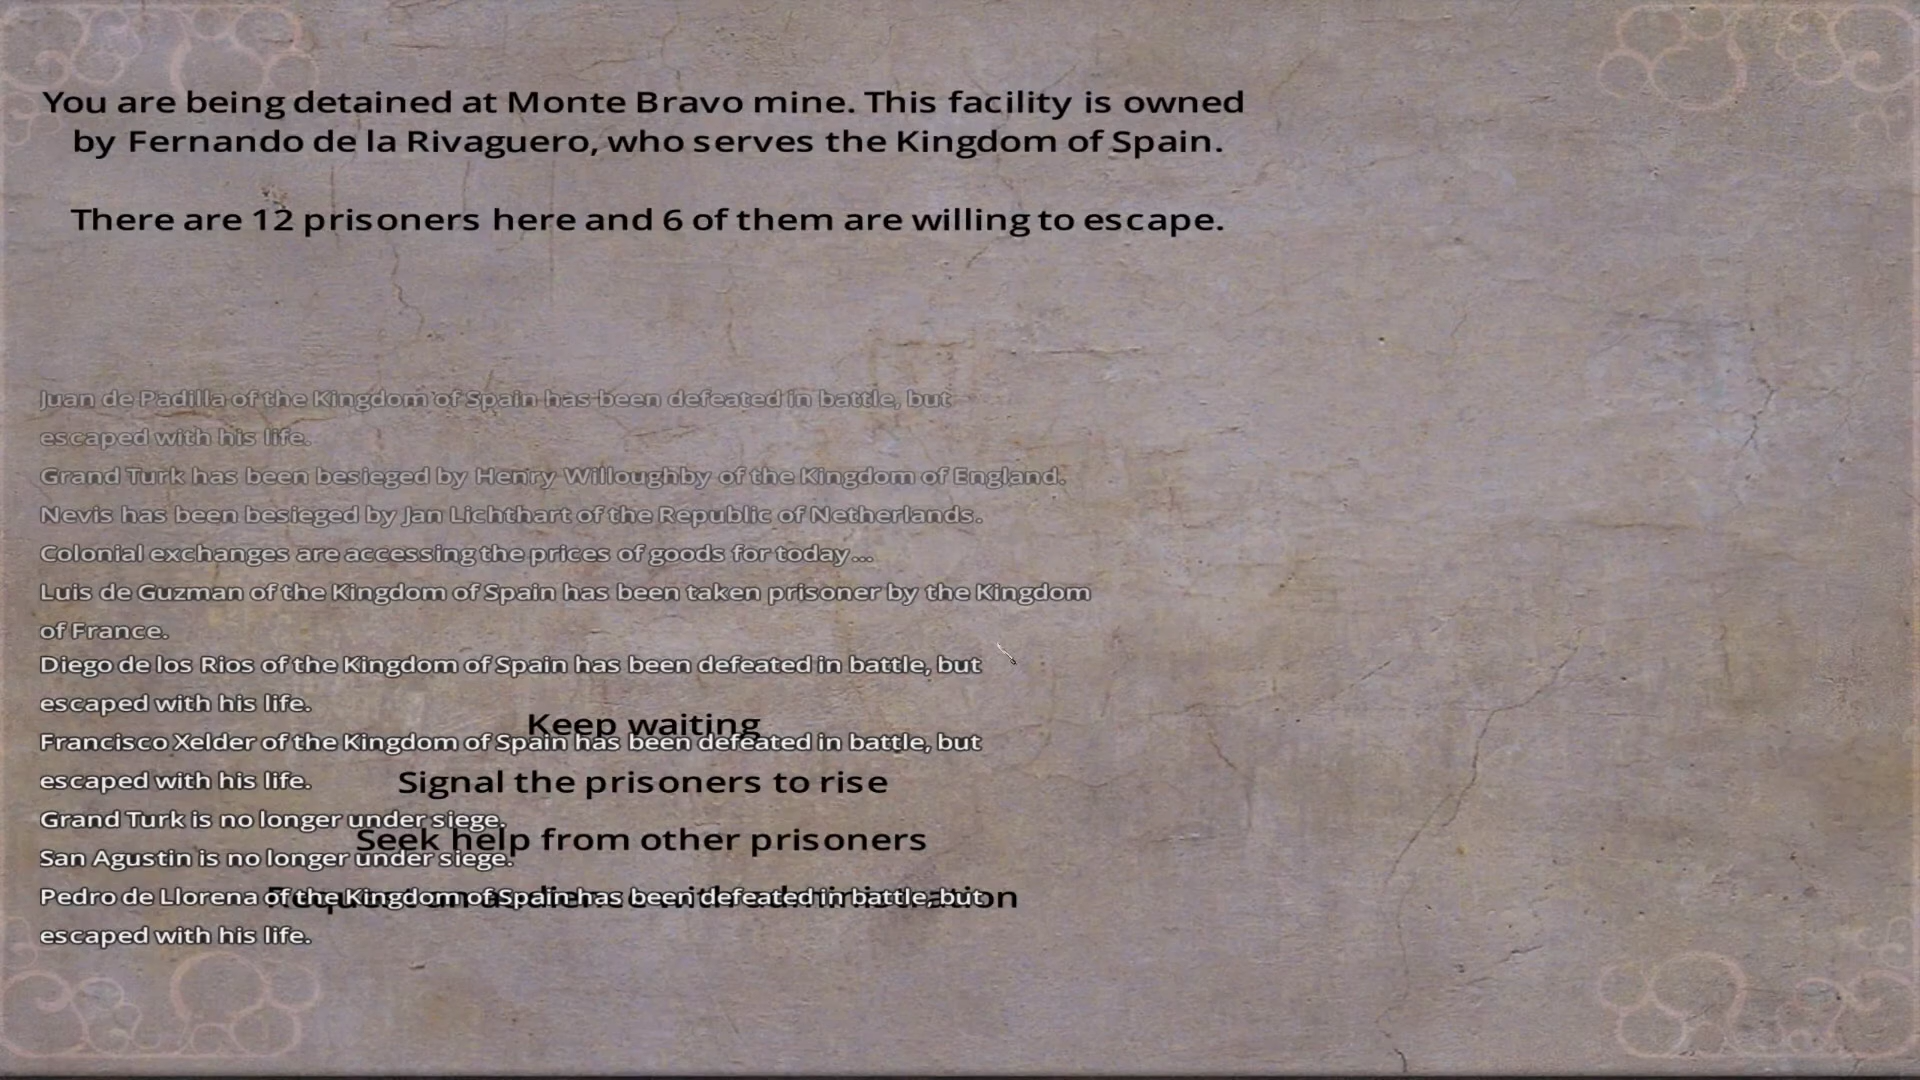 You are being detained at Monte Bravo mine. This facility is owned
by Fernando de la Rivaguero, who serves the Kingdom of Spain.
There are 12 prisoners here and 6 of them are willing to escape.
Juan de Padilla of the Kingdom of Spain has been defeated in battle, but
escaped with his life.
Grand Turk has been besieged by Henry Willoughby of the Kingdom of England.
Nevis has been besieged by Jan Lichthart of the Republic of Netherlands.
Colonial exchanges are accessing the prices of goods for today...
Luis de Guzman of the Kingdom of Spain has been taken prisoner by the Kingdom
of France.
Diego de los Rios of the Kingdom of Spain has been defeated in battle, but
escaped with his life.
Keep waiting
Francisco Xelder of the Kingdom of Spain has been defeated in battle, but
escaped with his life.
Signal the prisoners to rise
Grand Turk is no longer under siege.
Seek help from other prisoners
San Agustin is no longer under siege.
Pedro de Llorena of the Kingdom of Spain has been defeated in battle, but
Request an audience with administration
escaped with his life.